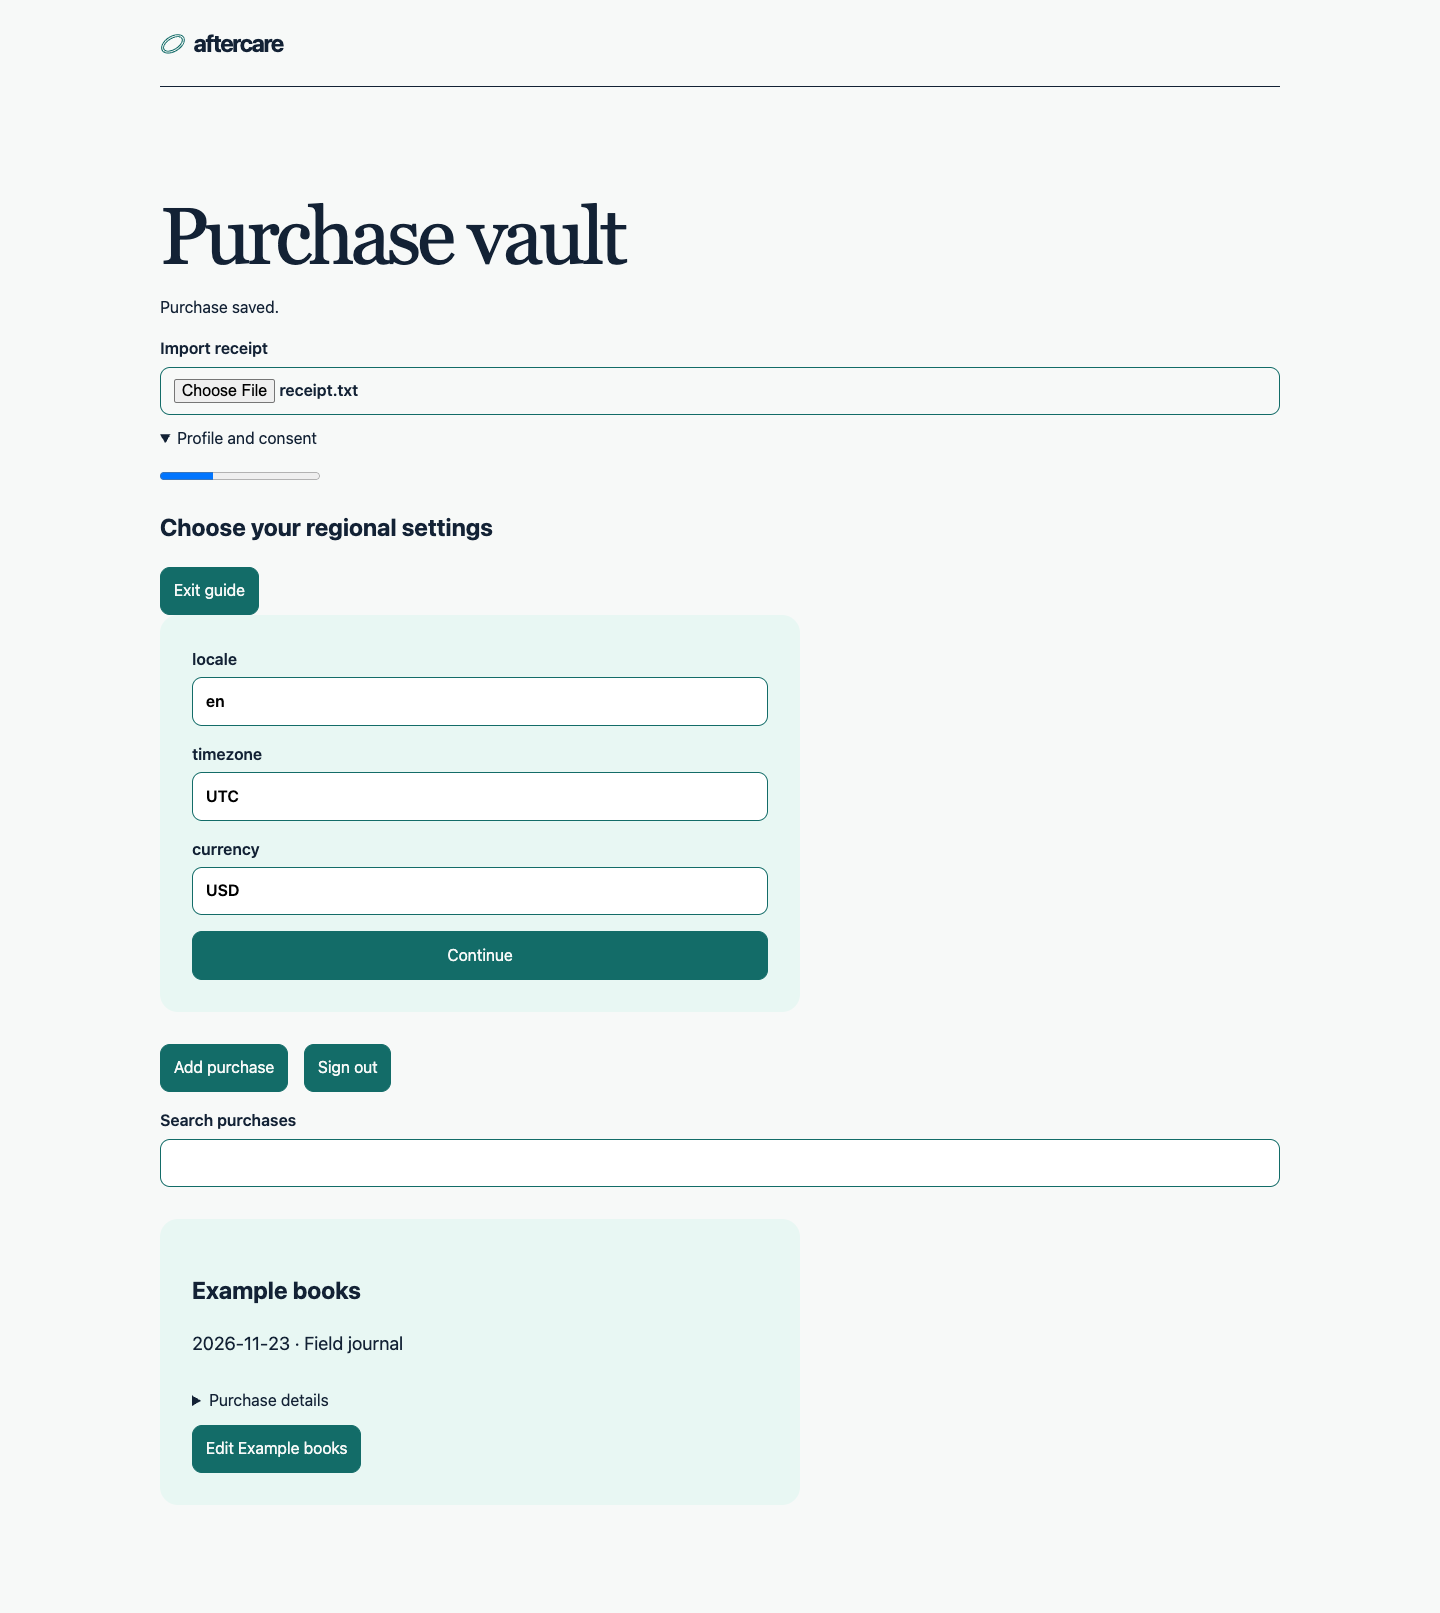 aftercare
Purchase vault
Purchase saved.
Import receipt
Choose File receipt.txt
Profile and consent
Choose your regional settings
Exit guide
locale
en
timezone
UTC
currency
USD
Continue
Add purchase Sign out
Search purchases
Example books
2026-11-23 · Field journal
Purchase details
Edit Example books